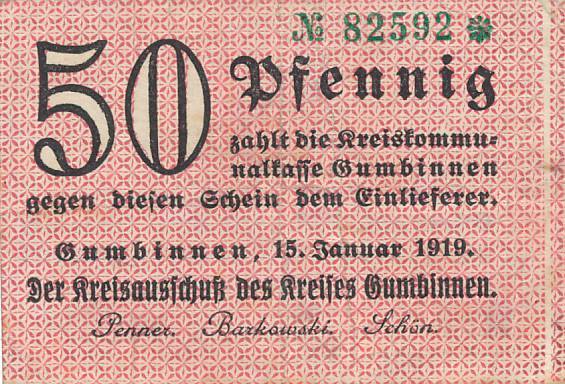 № 82592 ✽
50 Pfennig
zahlt die Kreiskommu-
nalkasse Gumbinnen
gegen diesen Schein dem Einlieferer.
Gumbinnen, 15. Januar 1919.
Der Kreisausschuß des Kreises Gumbinnen.
Penner. Barkowski. Schön.